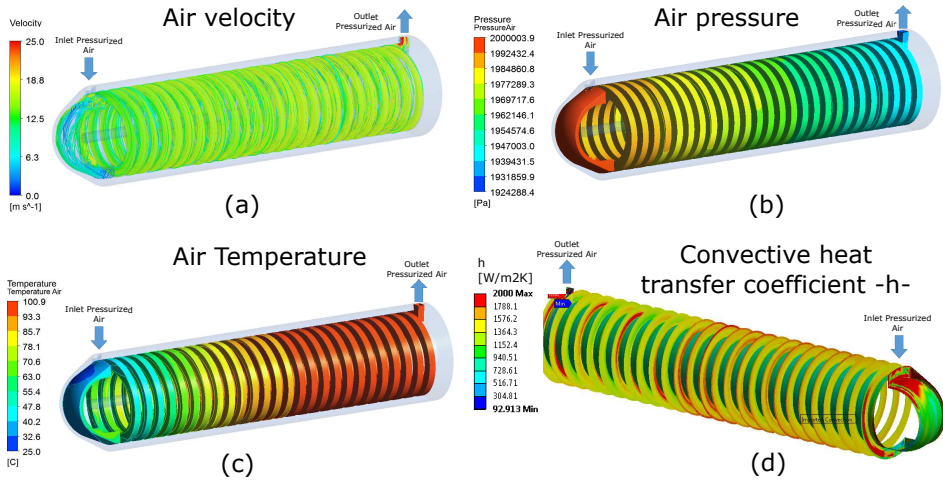 Air velocity
Velocity
25.0
18.8
12.5
6.3
0.0
[m s^-1]
Inlet Pressurized
Air
Outlet
Pressurized Air
(a)
Air pressure
Pressure
PressureAir
2000003.9
1992432.4
1984860.8
1977289.3
1969717.6
1962146.1
1954574.6
1947003.0
1939431.5
1931859.9
1924288.4
[Pa]
Inlet Pressurized
Air
Outlet
Pressurized Air
(b)
Air Temperature
Temperature
Temperature Air
100.9
93.3
85.7
78.1
70.6
63.0
55.4
47.8
40.2
32.6
25.0
[C]
Inlet Pressurized
Air
Outlet
Pressurized Air
(c)
Convective heat
transfer coefficient -h-
h
[W/m2K]
2000 Max
1788.1
1576.2
1364.3
1152.4
940.51
728.61
516.71
304.81
92.913 Min
Outlet
Pressurized Air
Min
Inlet Pressurized
Air
Imported Convection
(d)